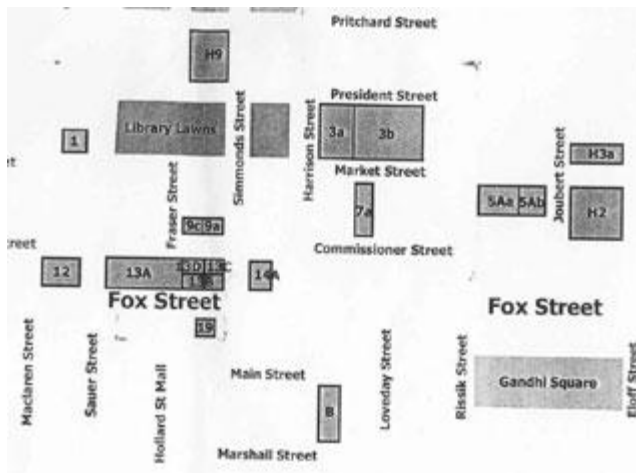 Pritchard Street
H9
President Street
Library Lawns
Simmonds Street
Harrison Street
3a
3b
1
Joubert Street
H3a
Market Street
et
Fraser Street
7a
5Aa
5Ab
H2
9c
9a
street
Commissioner Street
12
13A
14A
Fox Street
Fox Street
19
Maclaren Street
Sauer Street
Hollard St Mall
Main Street
Loveday Street
Rissik Street
Gandhi Square
Eloff Street
B
Marshall Street